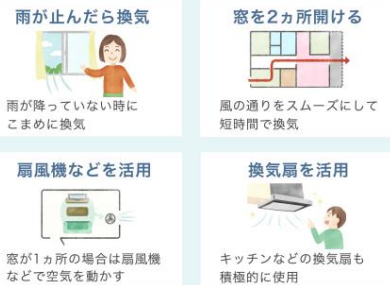 雨が止んだら換気
雨が降っていない時に
こまめに換気
窓を2ヵ所開ける
風の通りをスムーズにして
短時間で換気
扇風機などを活用
窓が1ヵ所の場合は扇風機
などで空気を動かす
換気扇を活用
キッチンなどの換気扇も
積極的に使用